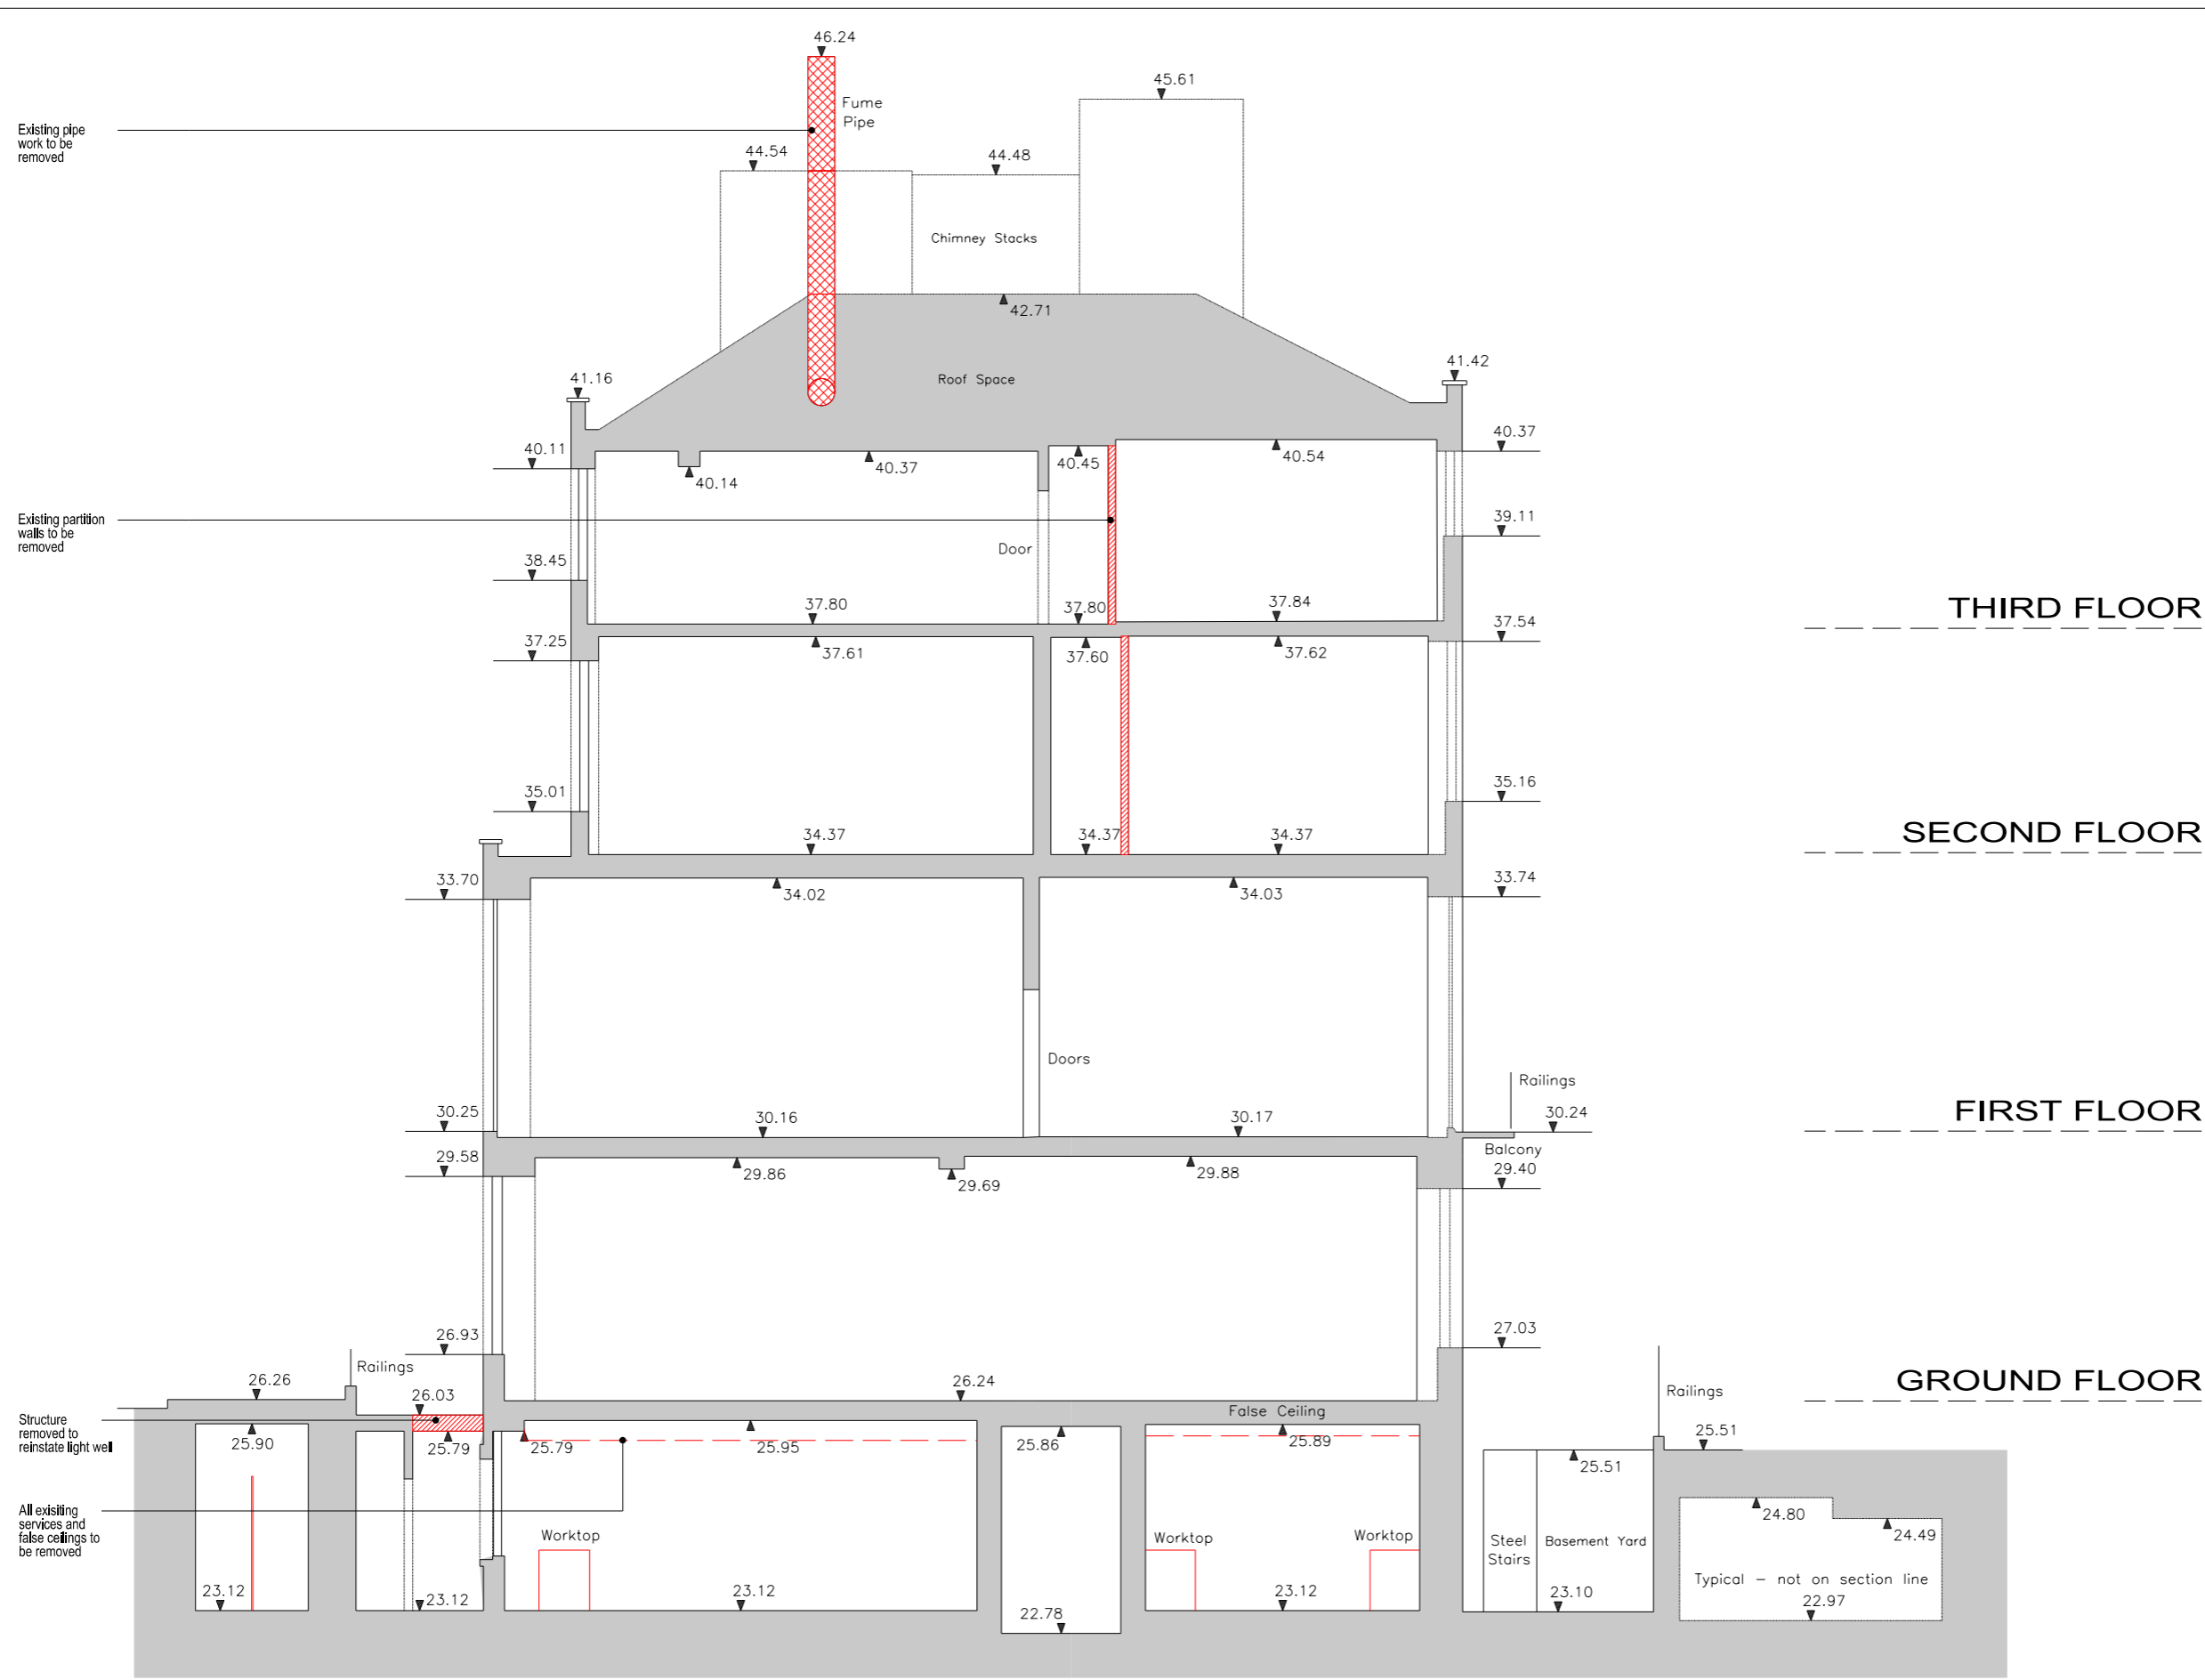 46.24
45.61
Fume
Pipe
Existing pipe
work to be
removed
44.54
44.48
Chimney Stacks
42.71
Roof Space
41.16
41.42
40.11
40.37
40.14
40.37
40.45
40.54
39.11
Existing partition
walls to be
removed
Door
38.45
37.80
37.80
37.84
THIRD FLOOR
37.54
37.25
37.61
37.60
37.62
35.01
35.16
34.37
34.37
34.37
SECOND FLOOR
33.70
34.02
34.03
33.74
Doors
Railings
30.25
30.16
30.17
30.24
FIRST FLOOR
29.58
29.86
29.69
29.88
Balcony
29.40
26.93
27.03
Railings
26.26
26.03
26.24
GROUND FLOOR
Railings
False Ceiling
Structure
removed to
reinstate light well
25.90
25.79
25.79
25.95
25.86
25.89
25.51
25.51
All exisiting
services and
false ceilings to
be removed
24.80
24.49
Worktop
Worktop
Worktop
Steel
Stairs
Basement Yard
Typical – not on section line
23.12
23.12
23.12
22.78
23.12
23.10
22.97